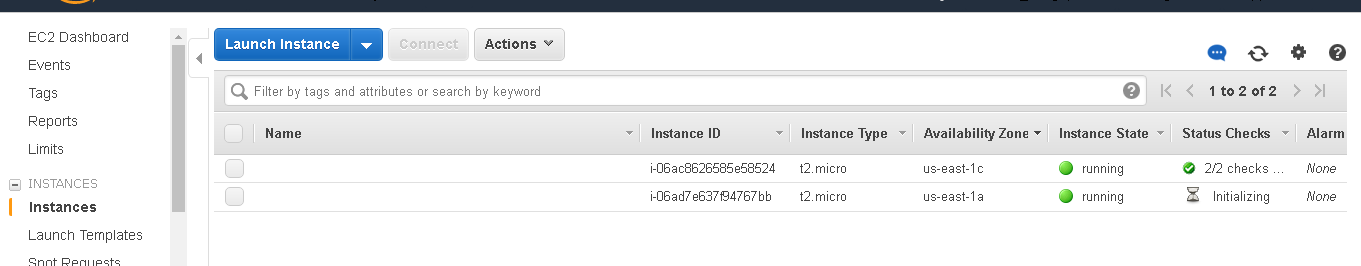 EC2 Dashboard
Events
Tags
Reports
Limits
INSTANCES
Instances
Launch Templates
Spot Requests
Launch Instance Connect Actions
Filter by tags and attributes or search by keyword 1 to 2 of 2
Name Instance ID Instance Type Availability Zone Instance State Status Checks Alarm
i-06ac8626585e58524 t2.micro us-east-1c running 2/2 checks ... None
i-06ad7e637f94767bb t2.micro us-east-1a running Initializing None